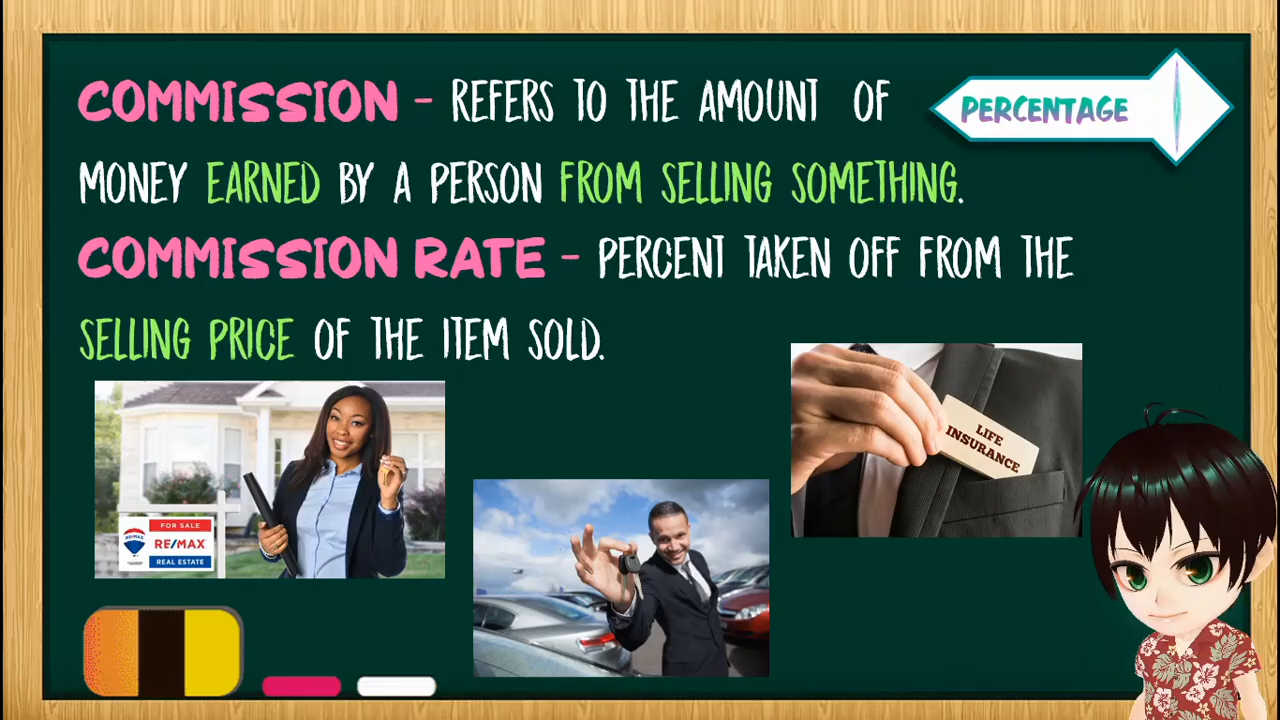 COMMISSION - REFERS TO THE AMOUNT OF
PERCENTAGE
MONEY EARNED BY A PERSON FROM SELLING SOMETHING.
COMMISSION RATE - PERCENT TAKEN OFF FROM THE
SELLING PRICE OF THE ITEM SOLD.
LIFE
INSURANCE
FOR SALE
RE/MAX
REAL ESTATE